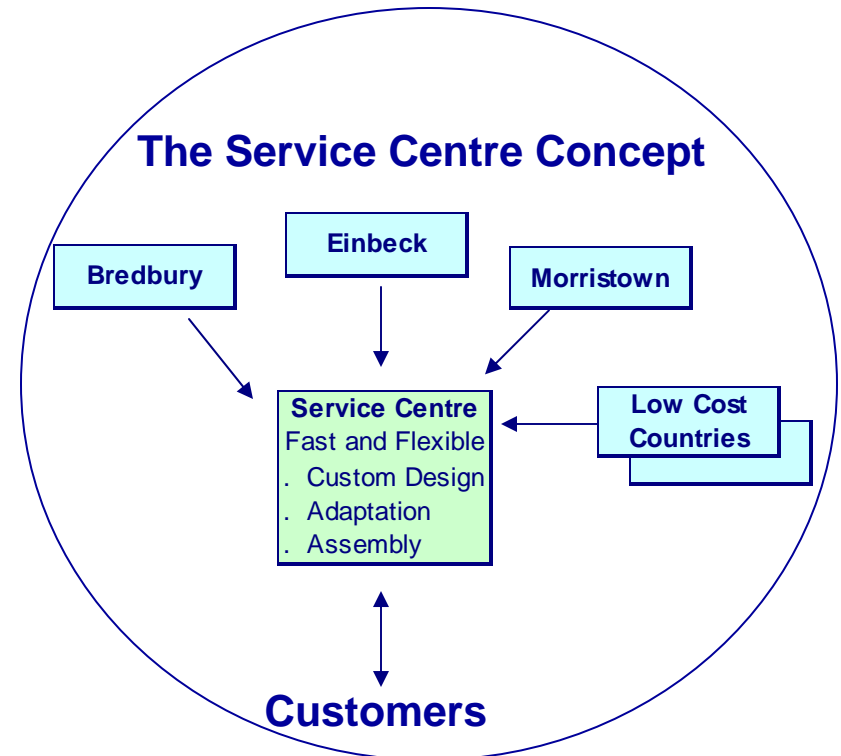 The Service Centre Concept
Einbeck
Bredbury
Morristown
Service Centre
Fast and Flexible
. Custom Design
. Adaptation
. Assembly
Low Cost
Countries
Customers